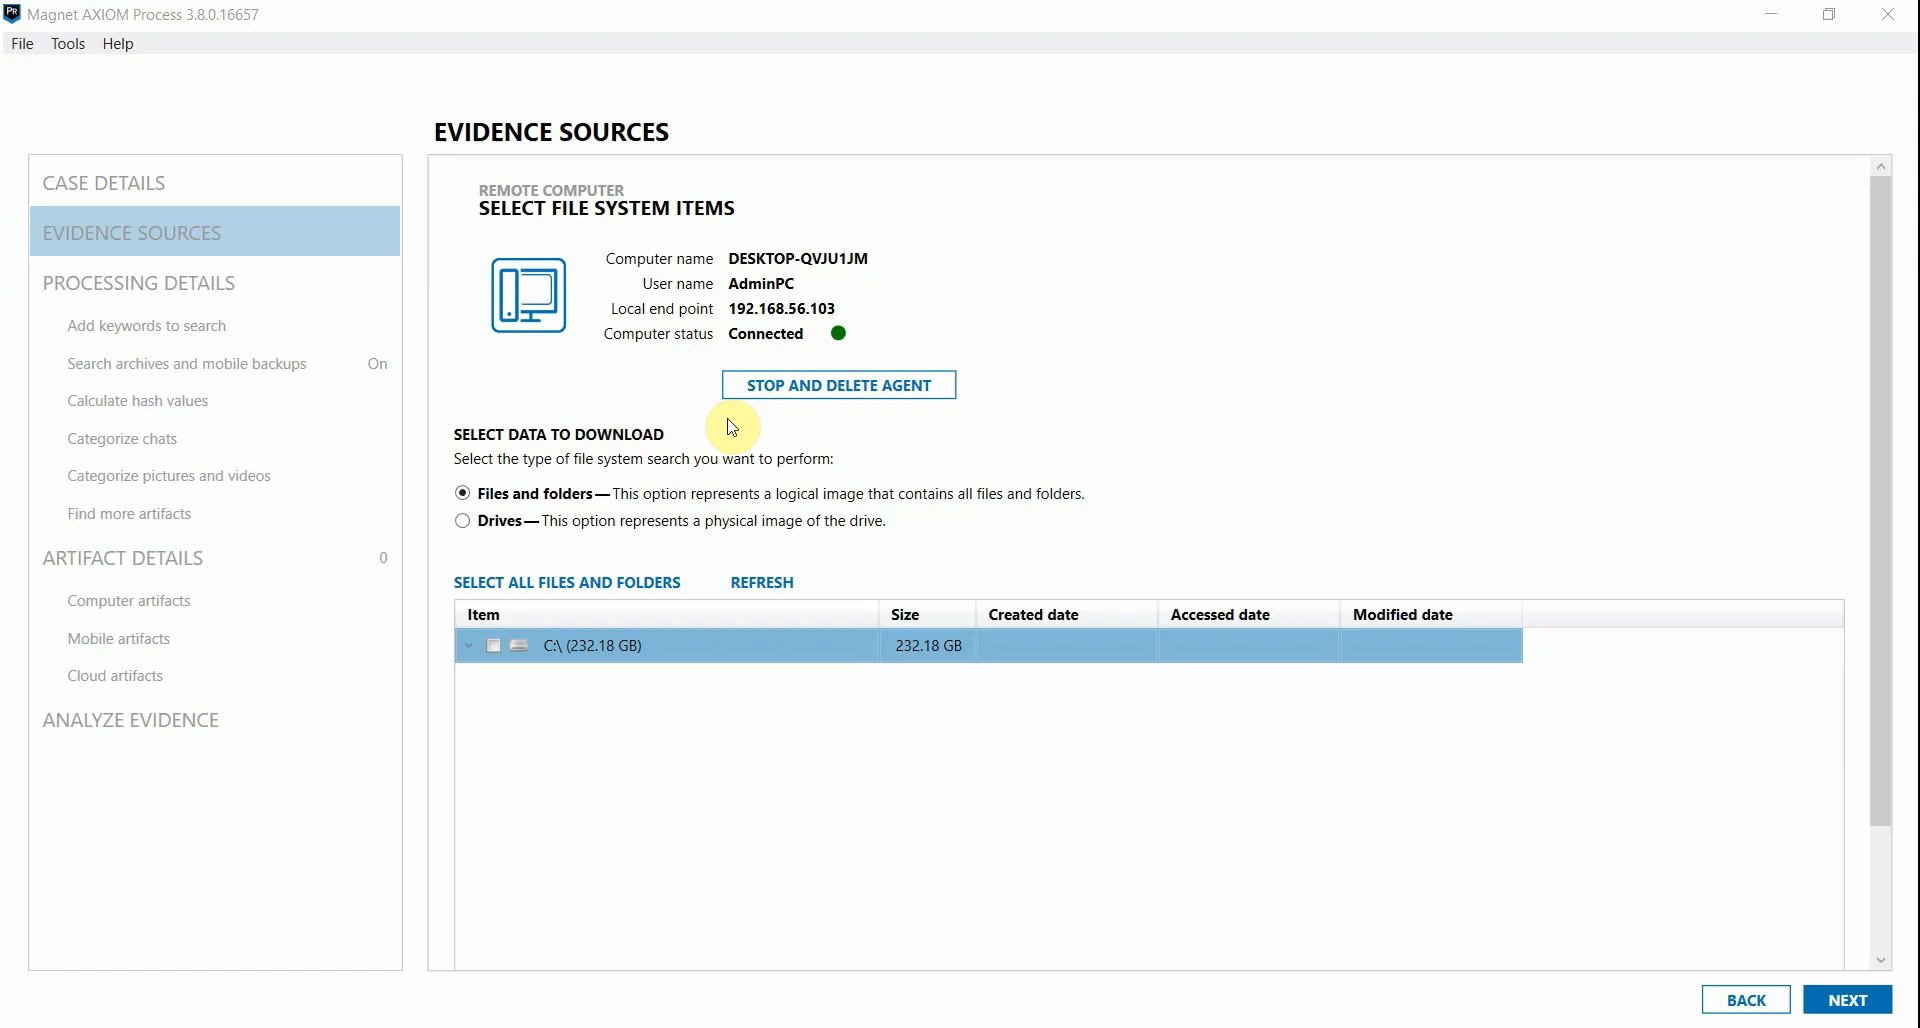 Magnet AXIOM Process 3.8.0.16657
File Tools Help
EVIDENCE SOURCES
CASE DETAILS
EVIDENCE SOURCES
PROCESSING DETAILS
Add keywords to search
Search archives and mobile backups On
Calculate hash values
Categorize chats
Categorize pictures and videos
Find more artifacts
ARTIFACT DETAILS 0
Computer artifacts
Mobile artifacts
Cloud artifacts
ANALYZE EVIDENCE
REMOTE COMPUTER
SELECT FILE SYSTEM ITEMS
Computer name DESKTOP-QVJU1JM
User name AdminPC
Local end point 192.168.56.103
Computer status Connected
STOP AND DELETE AGENT
SELECT DATA TO DOWNLOAD
Select the type of file system search you want to perform:
Files and folders — This option represents a logical image that contains all files and folders.
Drives — This option represents a physical image of the drive.
SELECT ALL FILES AND FOLDERS REFRESH
Item Size Created date Accessed date Modified date
C:\ (232.18 GB) 232.18 GB
BACK NEXT